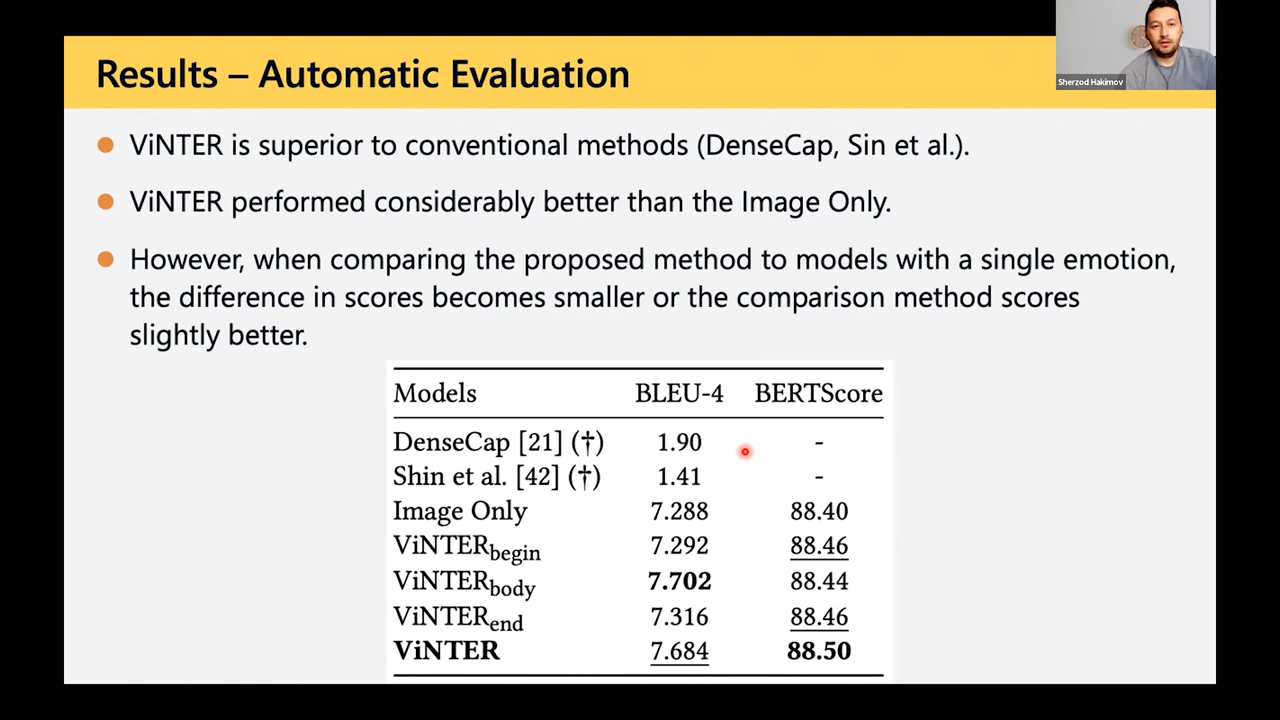 Results – Automatic Evaluation
Sherzod Hakimov
ViNTER is superior to conventional methods (DenseCap, Sin et al.).
ViNTER performed considerably better than the Image Only.
However, when comparing the proposed method to models with a single emotion,
the difference in scores becomes smaller or the comparison method scores
slightly better.
Models BLEU-4 BERTScore
DenseCap [21] (†) 1.90 -
Shin et al. [42] (†) 1.41 -
Image Only 7.288 88.40
ViNTERbegin 7.292 88.46
ViNTERbody 7.702 88.44
ViNTERend 7.316 88.46
ViNTER 7.684 88.50